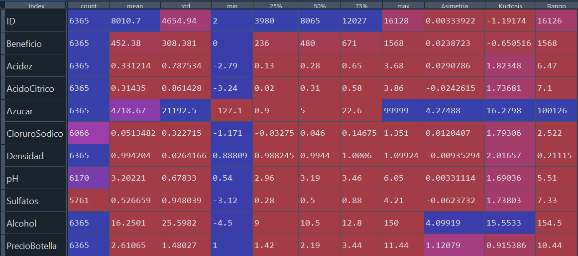 Index count mean std min 25% 50% 75% max Asimetria Kurtosis Rango
ID 6365 8010.7 4654.94 2 3980 8065 12027 16128 0.00333922 -1.19174 16126
Beneficio 6365 452.38 308.381 0 236 480 671 1568 0.0238723 -0.650516 1568
Acidez 6365 0.331214 0.787534 -2.79 0.13 0.28 0.65 3.68 0.0290786 1.82348 6.47
AcidoCitrico 6365 0.31435 0.861428 -3.24 0.02 0.31 0.58 3.86 -0.0242615 1.73681 7.1
Azucar 6365 4718.67 21192.5 -127.1 0.9 5 22.6 99999 4.27488 16.2798 100126
CloruroSodico 6066 0.0513482 0.322715 -1.171 -0.03275 0.046 0.14675 1.351 0.0120407 1.79306 2.522
Densidad 6365 0.994204 0.0264166 0.88809 0.988245 0.9944 1.0006 1.09924 -0.00935294 2.01657 0.21115
pH 6170 3.20221 0.67833 0.54 2.96 3.19 3.46 6.05 0.00331114 1.69036 5.51
Sulfatos 5761 0.526659 0.948039 -3.12 0.28 0.5 0.88 4.21 -0.0623732 1.73803 7.33
Alcohol 6365 16.2501 25.5982 -4.5 9 10.5 12.8 150 4.09919 15.5533 154.5
PrecioBotella 6365 2.61065 1.48027 1 1.42 2.19 3.44 11.44 1.12079 0.915386 10.44